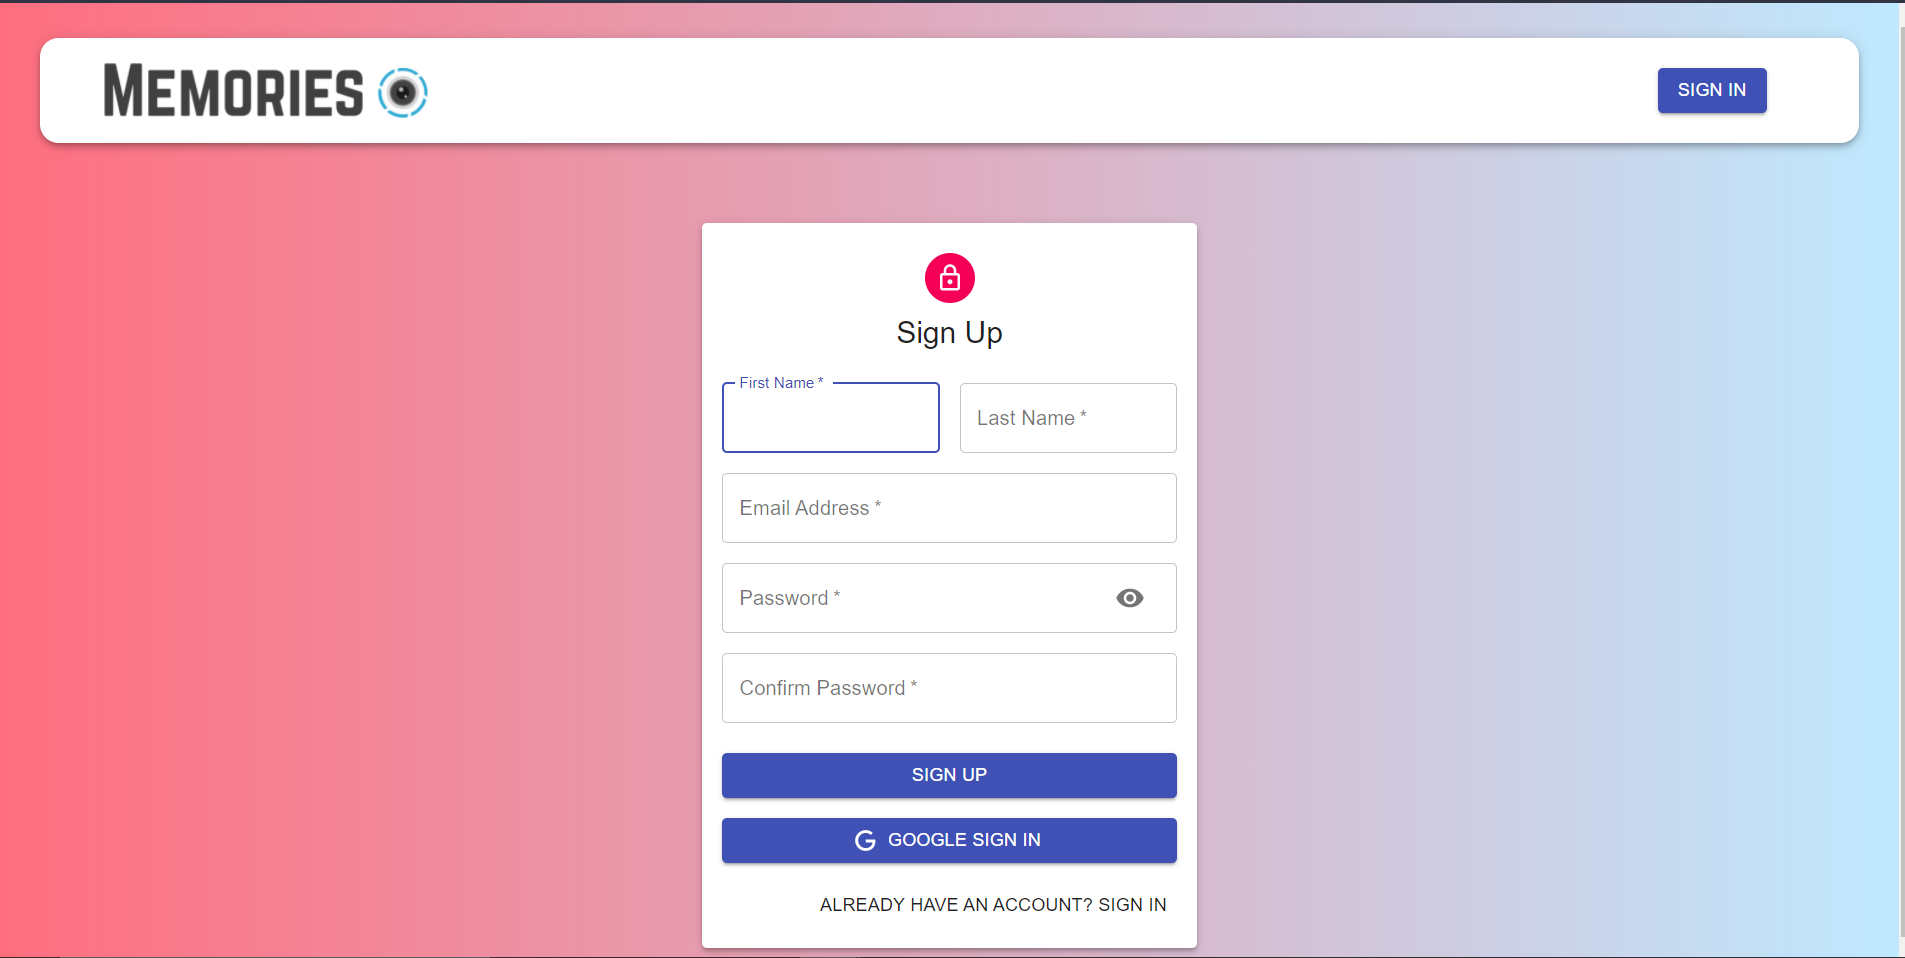 MEMORIES
SIGN IN
Sign Up
First Name *
Last Name *
Email Address *
Password *
Confirm Password *
SIGN UP
GOOGLE SIGN IN
ALREADY HAVE AN ACCOUNT? SIGN IN